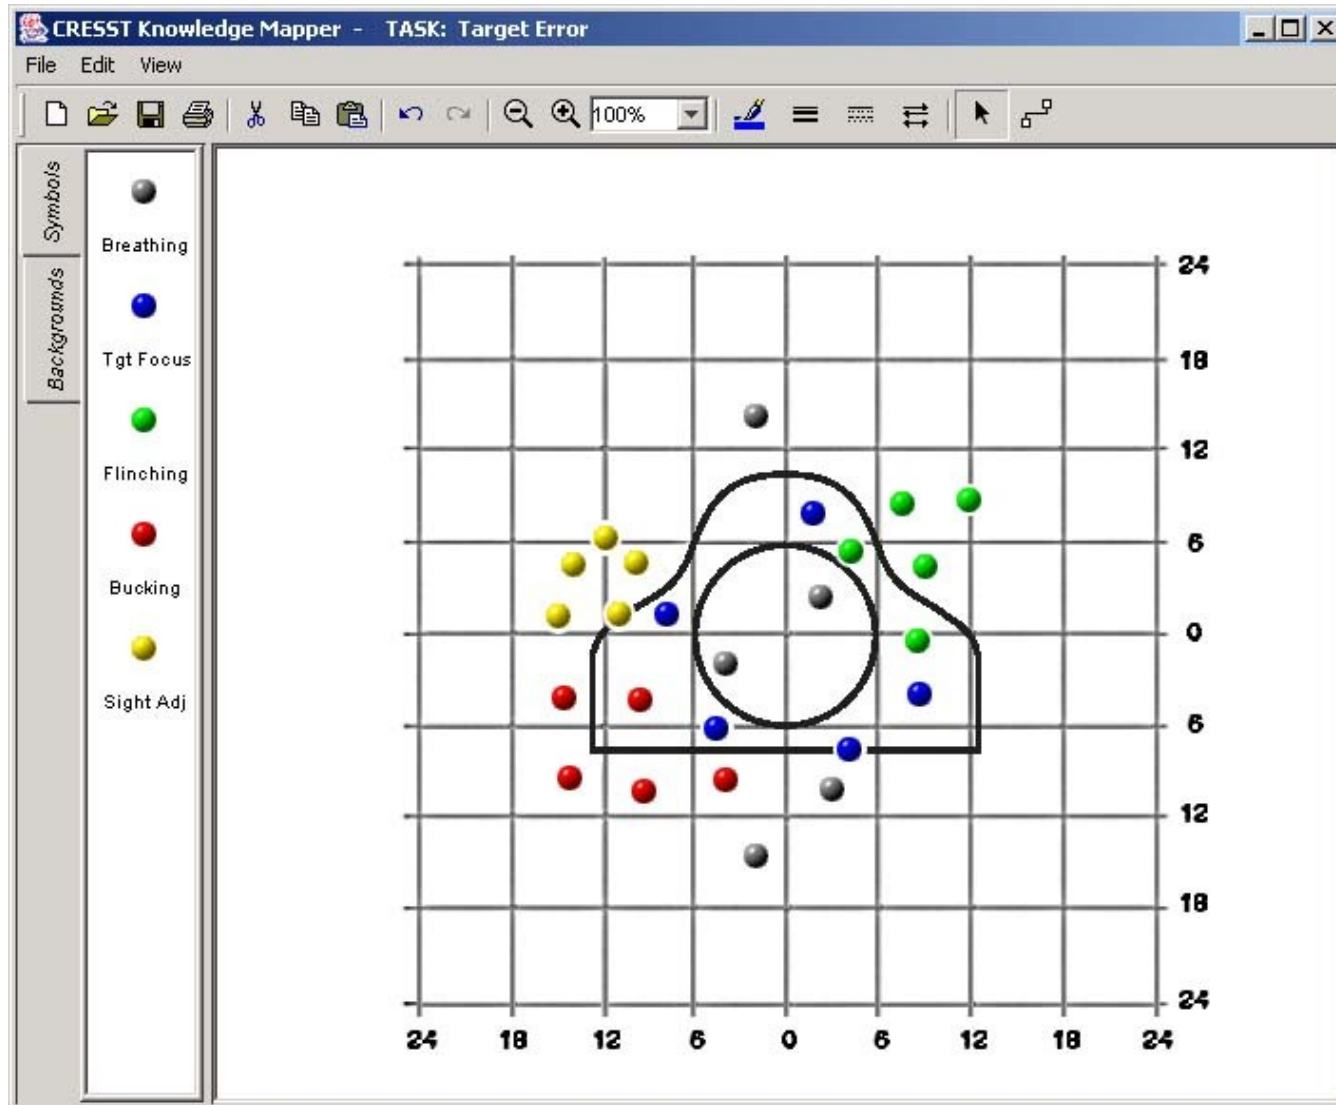 CRESST Knowledge Mapper - TASK: Target Error
File Edit View
100%
Symbols
Backgrounds
Breathing
Tgt Focus
Flinching
Bucking
Sight Adj
24
18
12
6
0
6
12
18
24
24 18 12 6 0 6 12 18 24